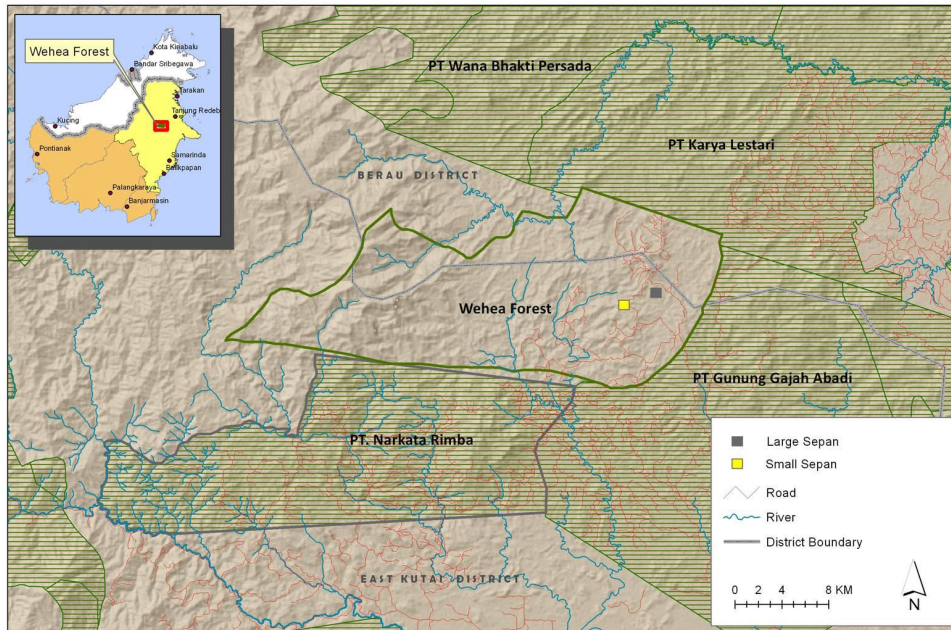 Wehea Forest
Kota Kinabalu
Bandar Sribegawa
Tarakan
Tanjung Redeb
Kucing
Pontianak
Samarinda
Balikpapan
Palangkaraya
Banjarmasin
PT Wana Bhakti Persada
PT Karya Lestari
BERAU DISTRICT
Wehea Forest
PT Gunung Gajah Abadi
PT. Narkata Rimba
EAST KUTAI DISTRICT
Large Sepan
Small Sepan
Road
River
District Boundary
0 2 4 8 KM
N